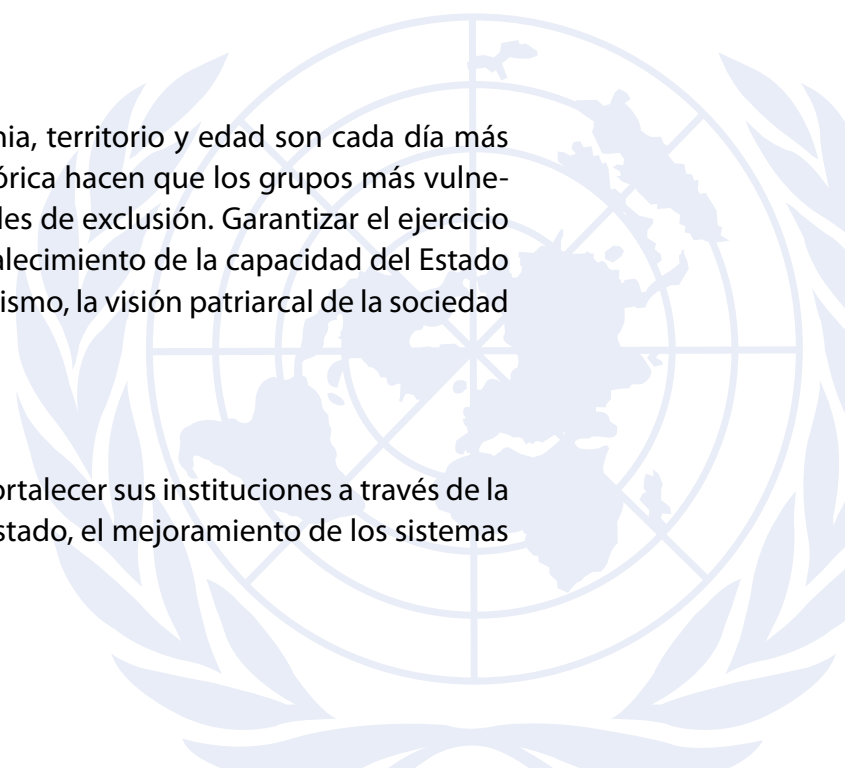 nia, territorio y edad son cada día más
órica hacen que los grupos más vulne-
les de exclusión. Garantizar el ejercicio
alecimiento de la capacidad del Estado
ismo, la visión patriarcal de la sociedad
ortalecer sus instituciones a través de la
stado, el mejoramiento de los sistemas